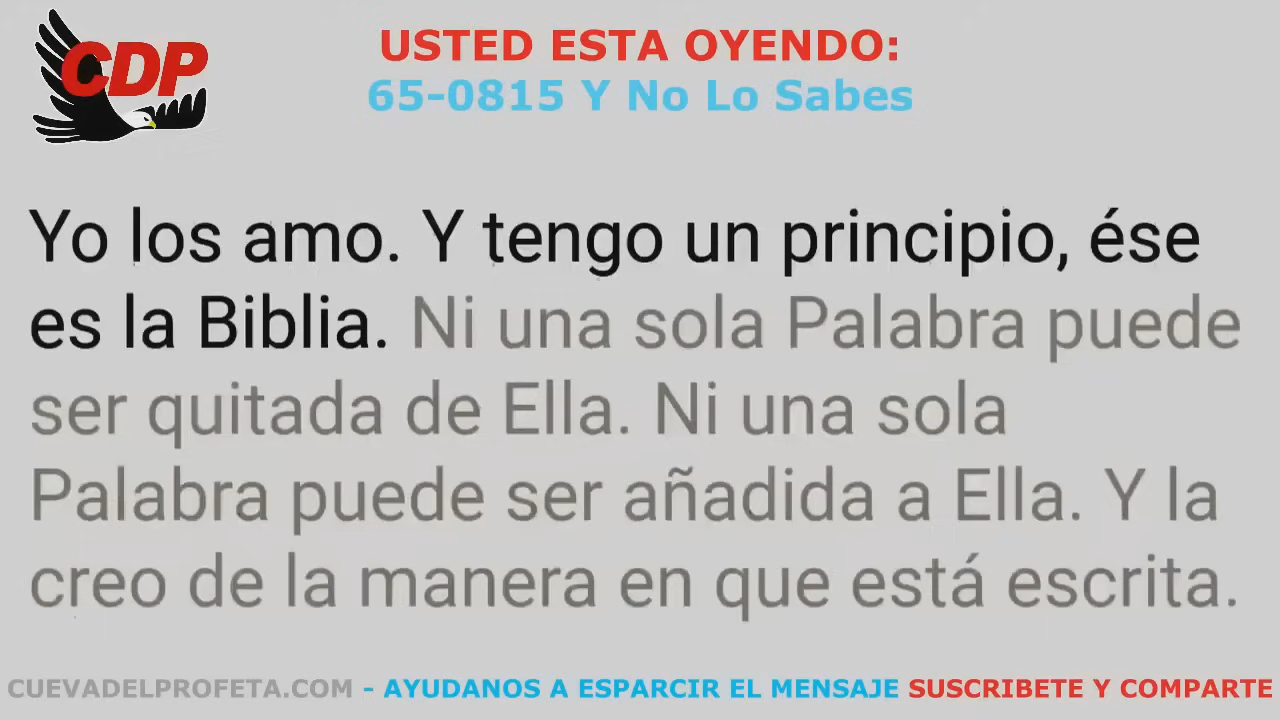 CDP
USTED ESTA OYENDO:
65-0815 Y No Lo Sabes
Yo los amo. Y tengo un principio, ése
es la Biblia. Ni una sola Palabra puede
ser quitada de Ella. Ni una sola
Palabra puede ser añadida a Ella. Y la
creo de la manera en que está escrita.
CUEVADELPROFETA.COM - AYUDANOS A ESPARCIR EL MENSAJE SUSCRIBETE Y COMPARTE